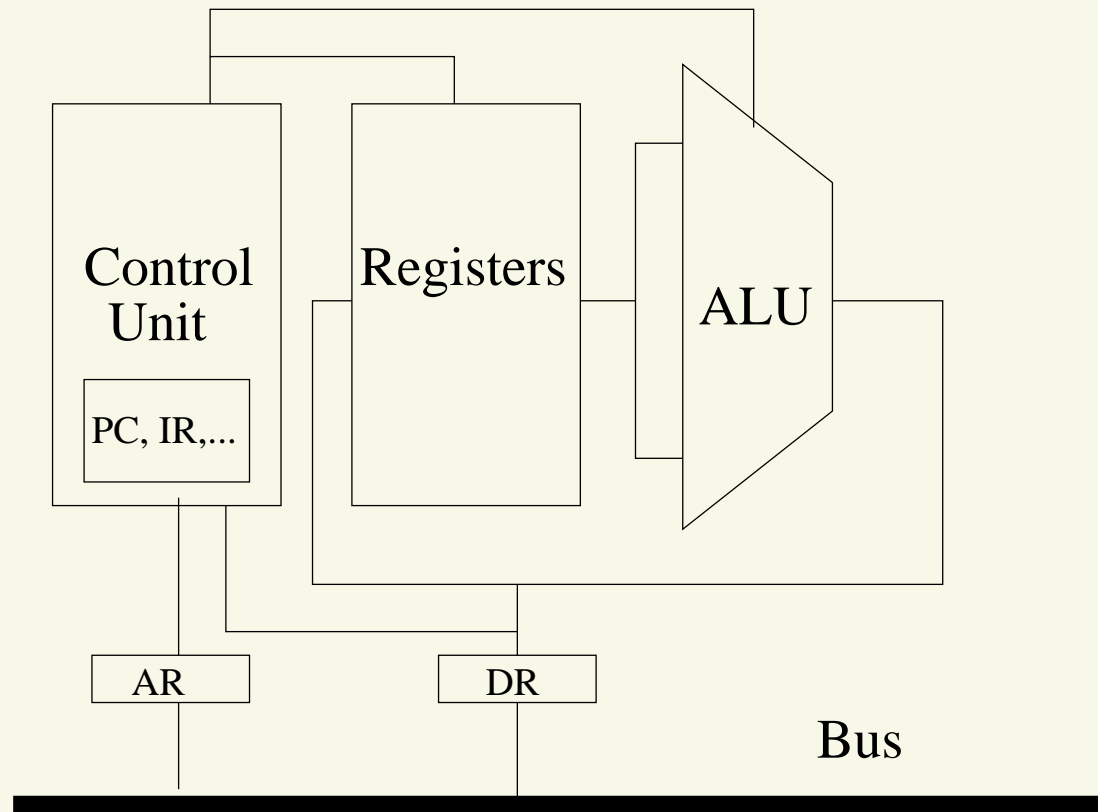 Control
Unit
PC, IR,...
Registers
ALU
AR
DR
Bus